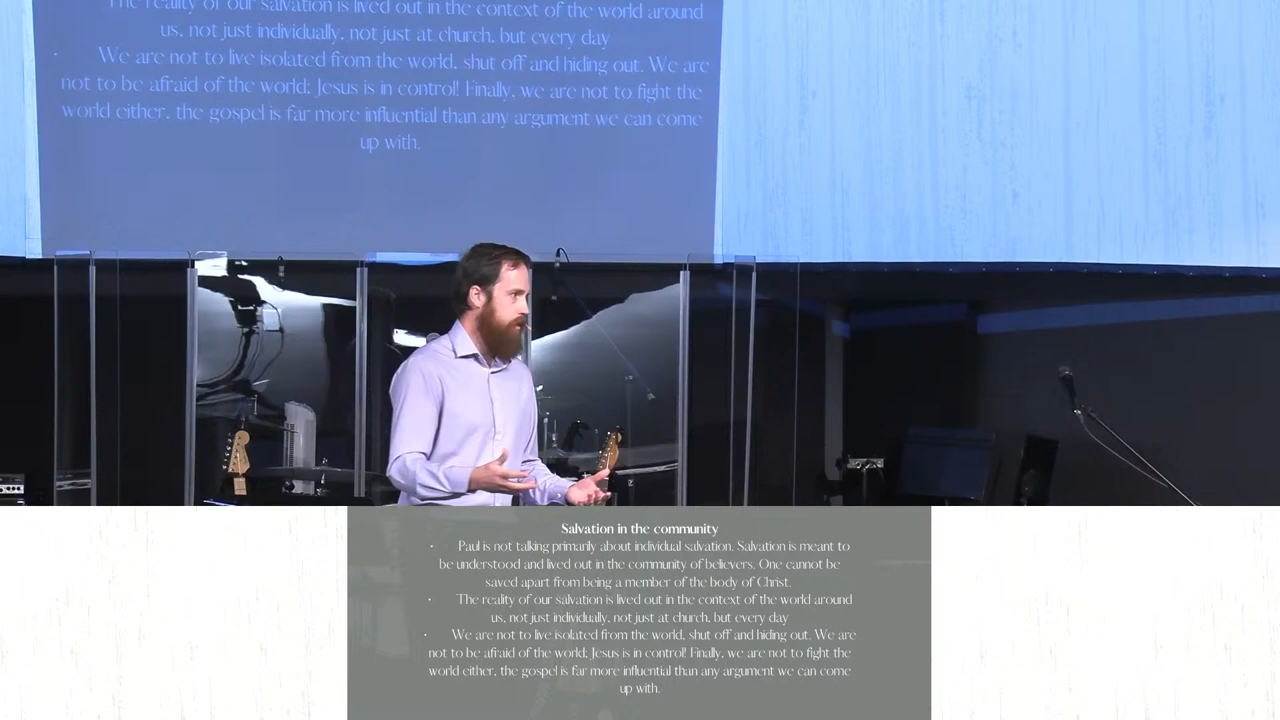 The reality of our salvation is lived out in the context of the world around
us, not just individually, not just at church, but every day
· We are not to live isolated from the world, shut off and hiding out. We are
not to be afraid of the world; Jesus is in control! Finally, we are not to fight the
world either, the gospel is far more influential than any argument we can come
up with.
Salvation in the community
· Paul is not talking primarily about individual salvation. Salvation is meant to
be understood and lived out in the community of believers. One cannot be
saved apart from being a member of the body of Christ.
· The reality of our salvation is lived out in the context of the world around
us, not just individually, not just at church, but every day
· We are not to live isolated from the world, shut off and hiding out. We are
not to be afraid of the world; Jesus is in control! Finally, we are not to fight the
world either, the gospel is far more influential than any argument we can come
up with.